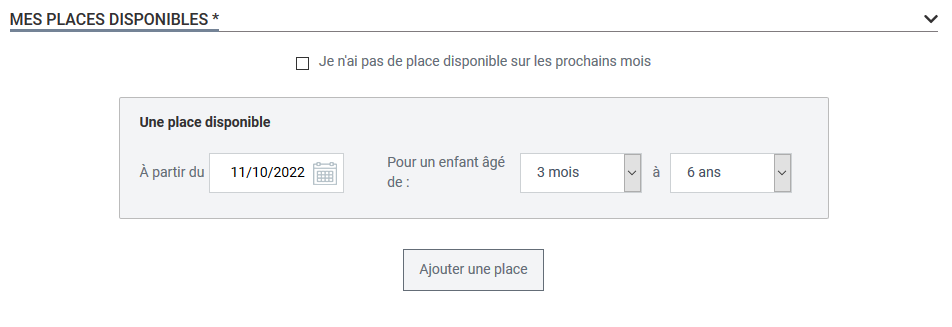 MES PLACES DISPONIBLES *
Je n'ai pas de place disponible sur les prochains mois
Une place disponible
À partir du 11/10/2022 Pour un enfant âgé de : 3 mois à 6 ans
Ajouter une place